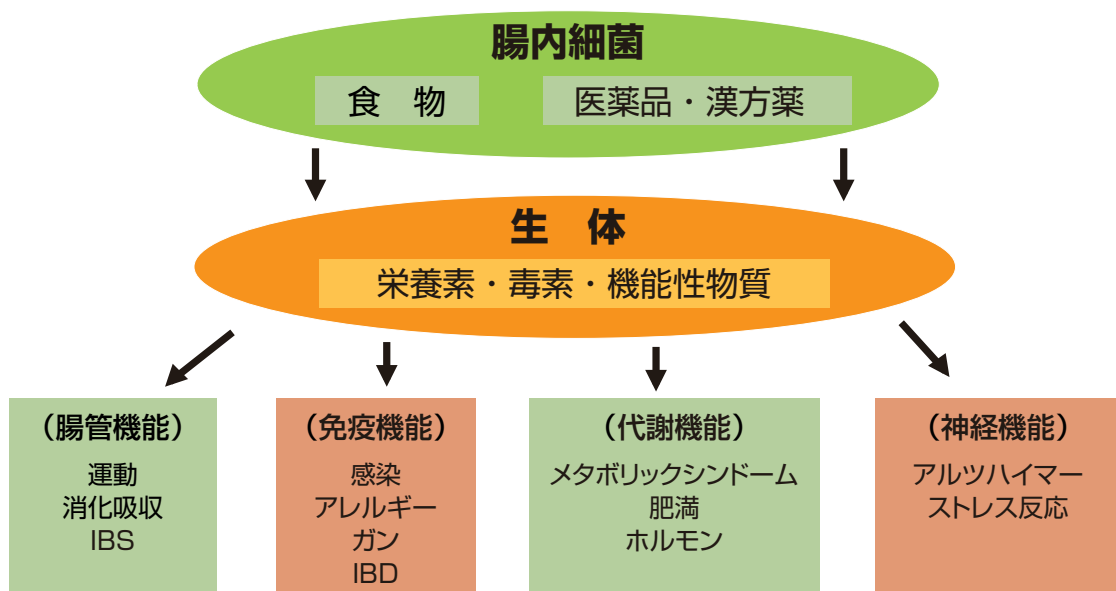 腸内細菌
食　物
医薬品・漢方薬
生　体
栄養素・毒素・機能性物質
（腸管機能）
運動
消化吸収
IBS
（免疫機能）
感染
アレルギー
ガン
IBD
（代謝機能）
メタボリックシンドーム
肥満
ホルモン
（神経機能）
アルツハイマー
ストレス反応